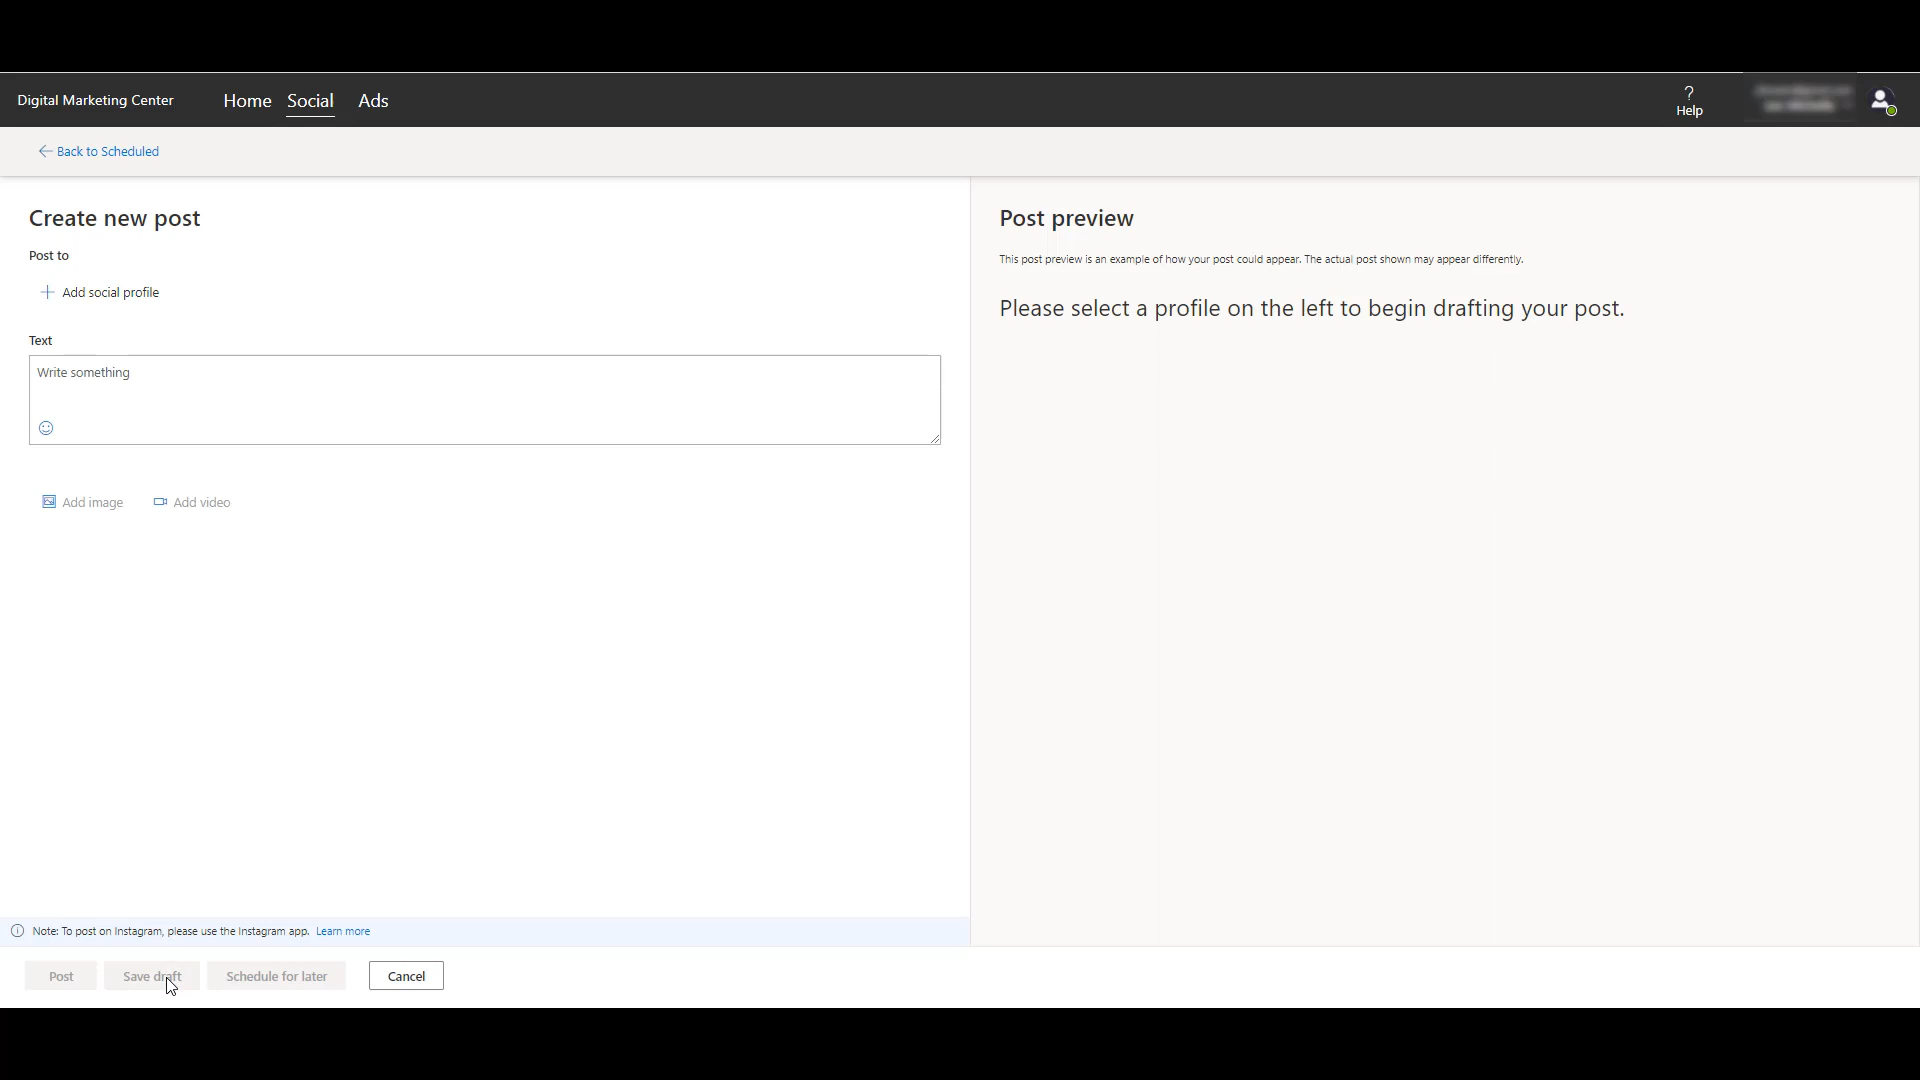 Digital Marketing Center Home Social Ads ? Help
Back to Scheduled
Create new post
Post to
Add social profile
Text
Write something
Add image Add video
Note: To post on Instagram, please use the Instagram app. Learn more
Post Save draft Schedule for later Cancel
Post preview
This post preview is an example of how your post could appear. The actual post shown may appear differently.
Please select a profile on the left to begin drafting your post.